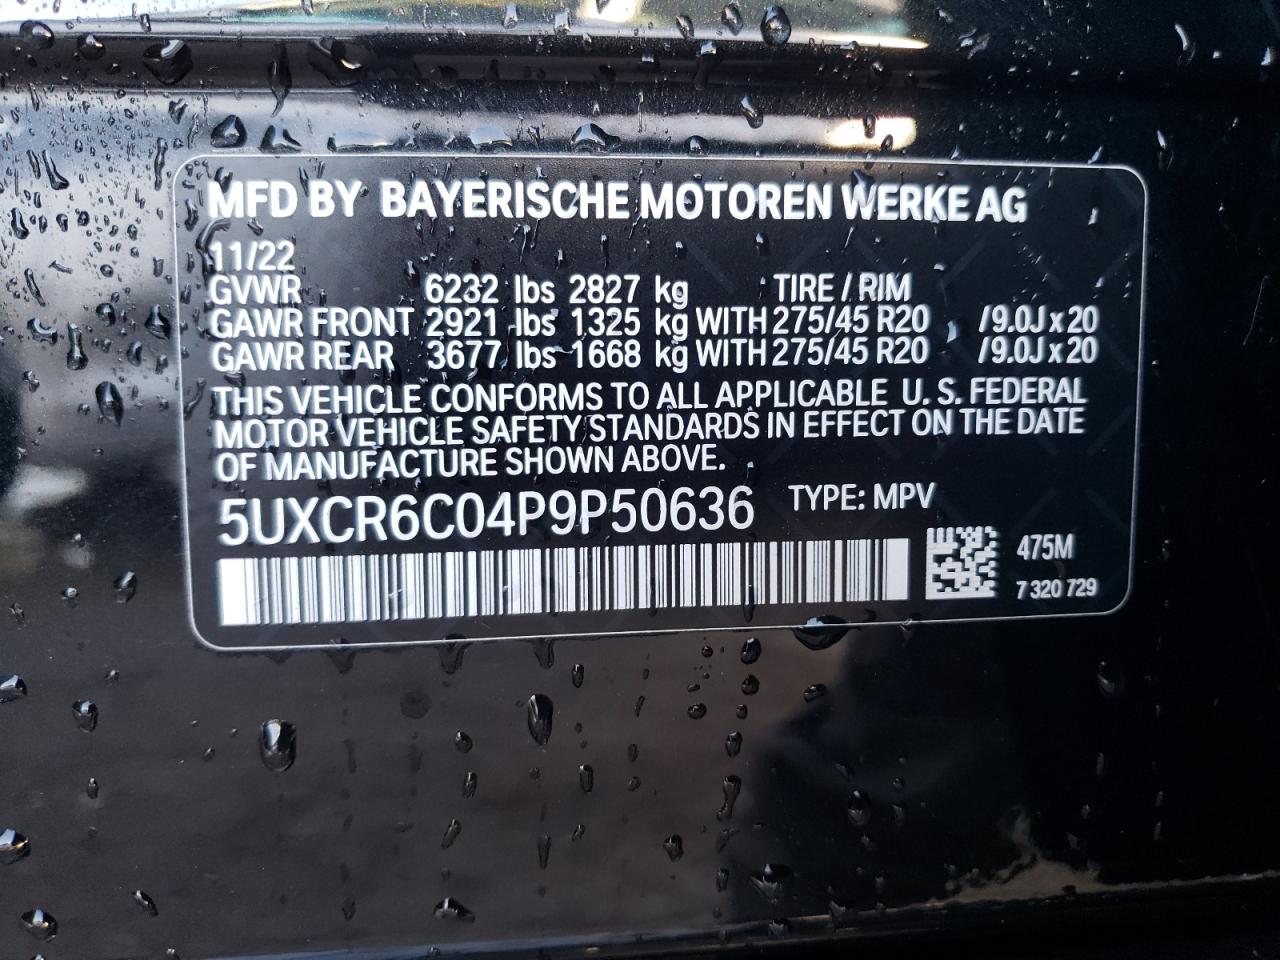 MFD BY BAYERISCHE MOTOREN WERKE AG
11/22
GVWR 6232 lbs 2827 kg TIRE / RIM
GAWR FRONT 2921 lbs 1325 kg WITH 275/45 R20 /9.0J x 20
GAWR REAR 3677 lbs 1668 kg WITH 275/45 R20 /9.0J x 20
THIS VEHICLE CONFORMS TO ALL APPLICABLE U. S. FEDERAL
MOTOR VEHICLE SAFETY STANDARDS IN EFFECT ON THE DATE
OF MANUFACTURE SHOWN ABOVE.
5UXCR6C04P9P50636 TYPE: MPV
475M
7 320 729